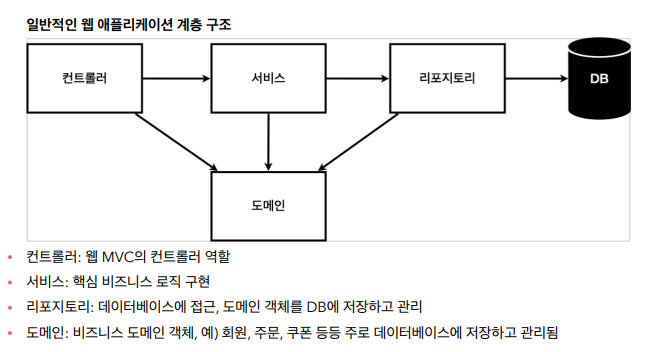 일반적인 웹 애플리케이션 계층 구조
컨트롤러
서비스
리포지토리
DB
도메인
• 컨트롤러: 웹 MVC의 컨트롤러 역할
• 서비스: 핵심 비즈니스 로직 구현
• 리포지토리: 데이터베이스에 접근, 도메인 객체를 DB에 저장하고 관리
• 도메인: 비즈니스 도메인 객체, 예) 회원, 주문, 쿠폰 등등 주로 데이터베이스에 저장하고 관리됨